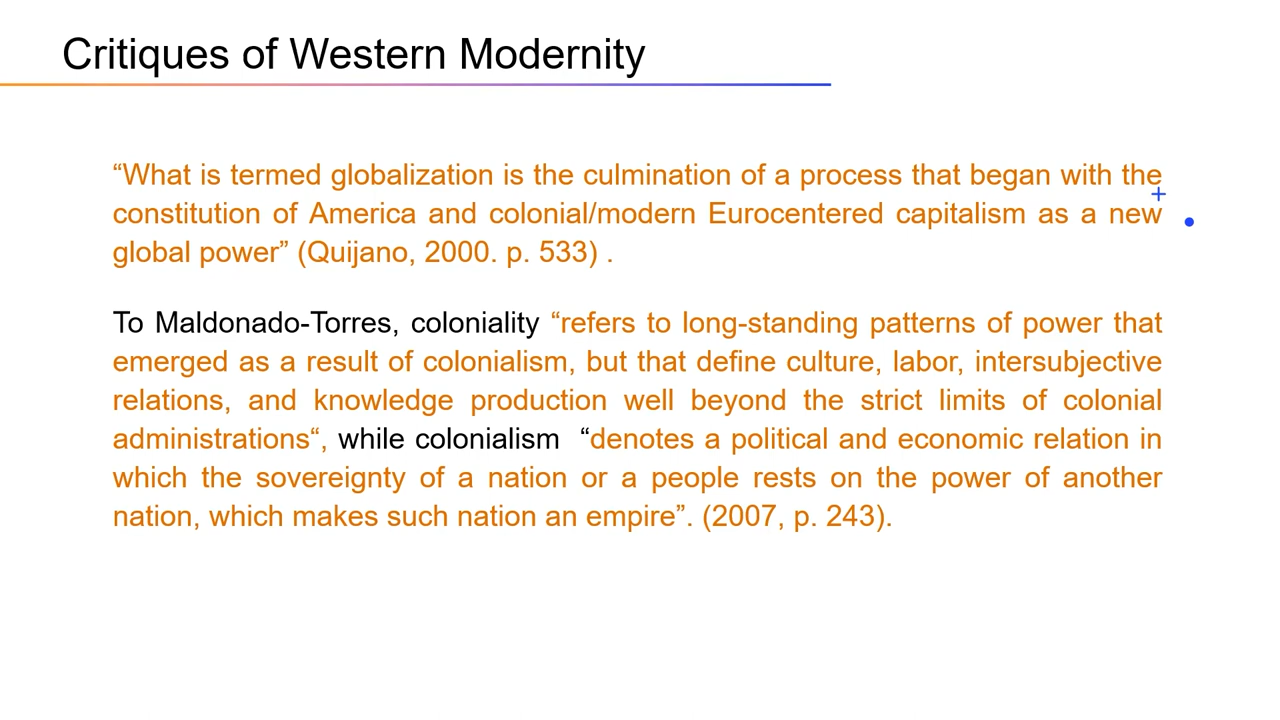 Critiques of Western Modernity
“What is termed globalization is the culmination of a process that began with the
constitution of America and colonial/modern Eurocentered capitalism as a new
global power” (Quijano, 2000. p. 533) .
To Maldonado-Torres, coloniality “refers to long-standing patterns of power that
emerged as a result of colonialism, but that define culture, labor, intersubjective
relations, and knowledge production well beyond the strict limits of colonial
administrations“, while colonialism “denotes a political and economic relation in
which the sovereignty of a nation or a people rests on the power of another
nation, which makes such nation an empire”. (2007, p. 243).